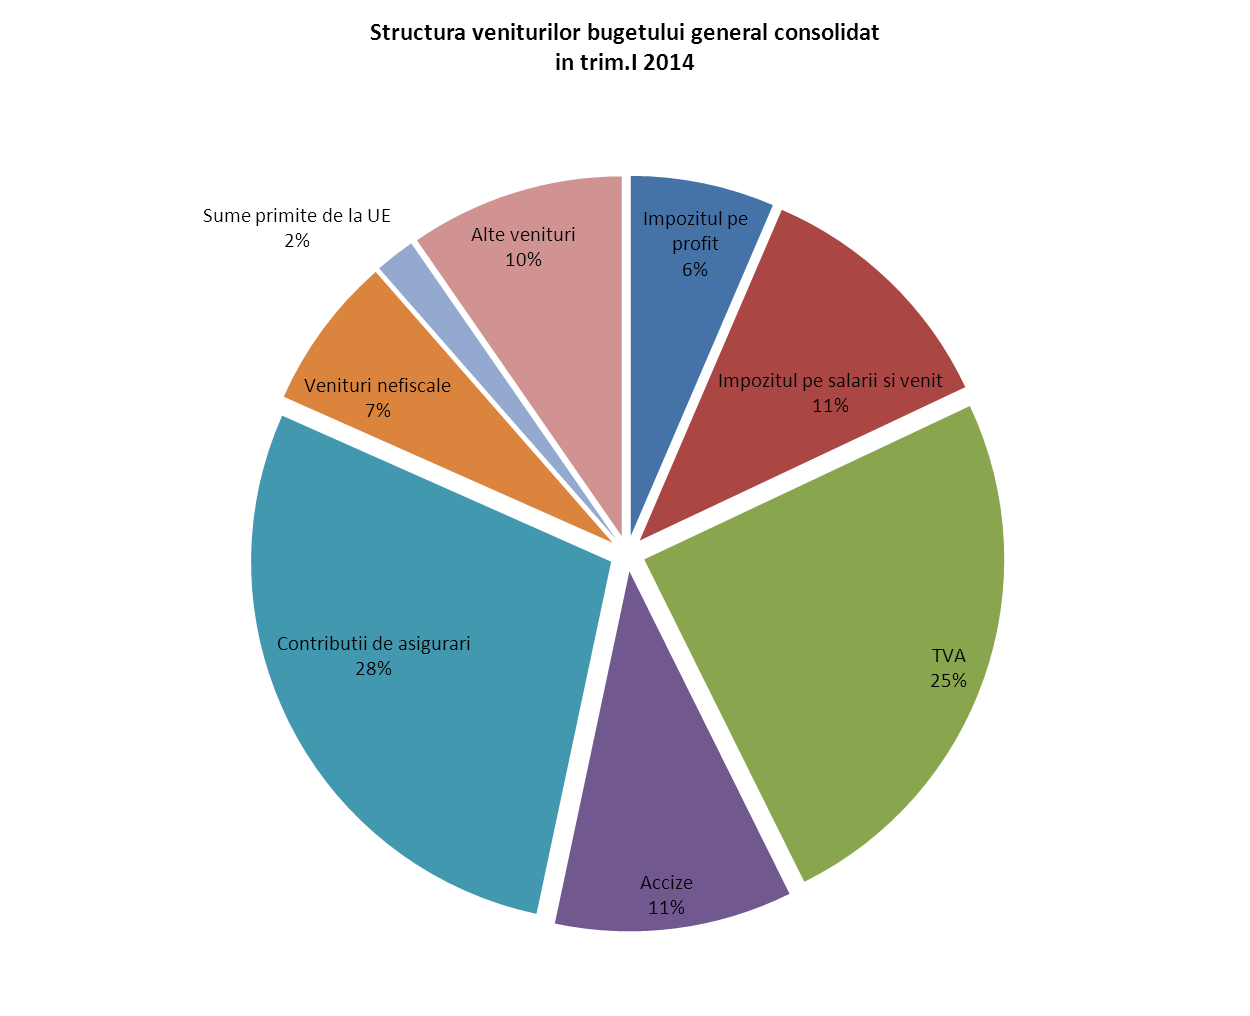 Structura veniturilor bugetului general consolidat
in trim.I 2014
Impozitul pe
profit
6%
Impozitul pe salarii si venit
11%
TVA
25%
Accize
11%
Contributii de asigurari
28%
Venituri nefiscale
7%
Sume primite de la UE
2%
Alte venituri
10%